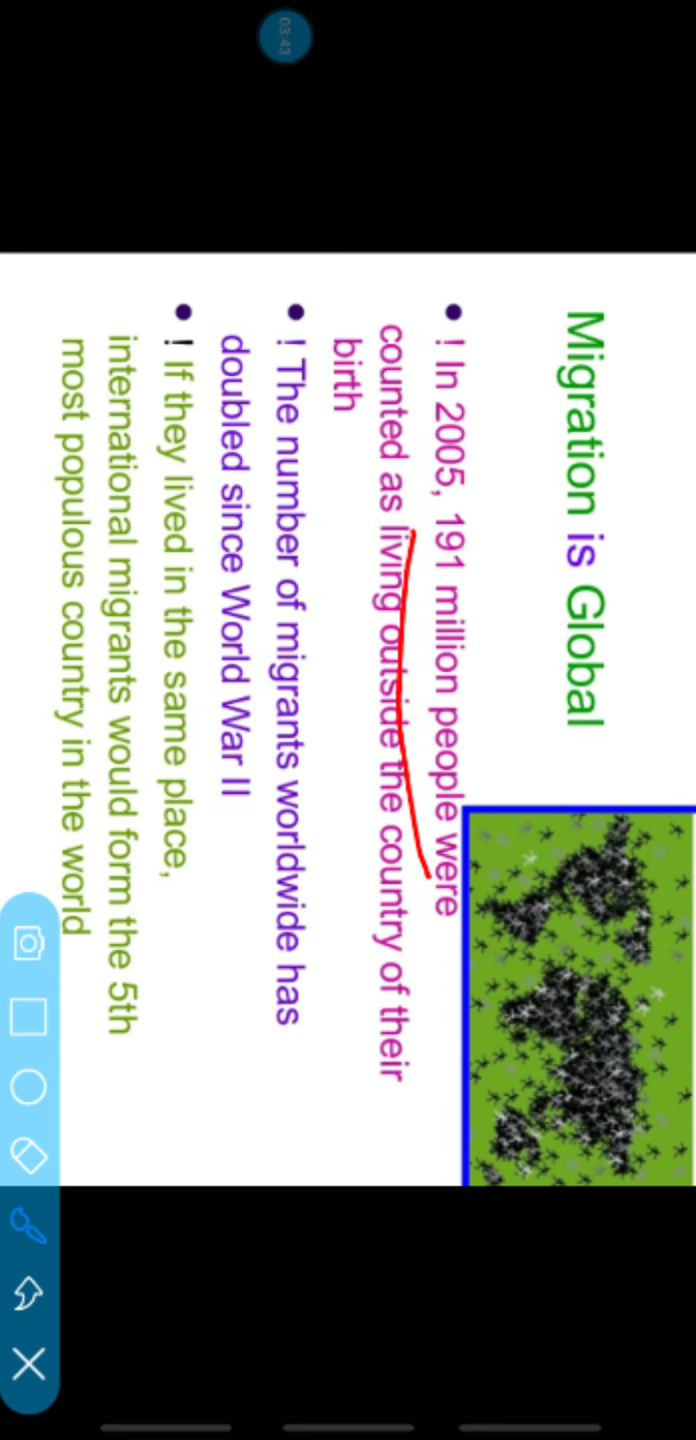 03:43
Migration is Global
! In 2005, 191 million people were
counted as living outside the country of their
birth
! The number of migrants worldwide has
doubled since World War II
! If they lived in the same place,
international migrants would form the 5th
most populous country in the world